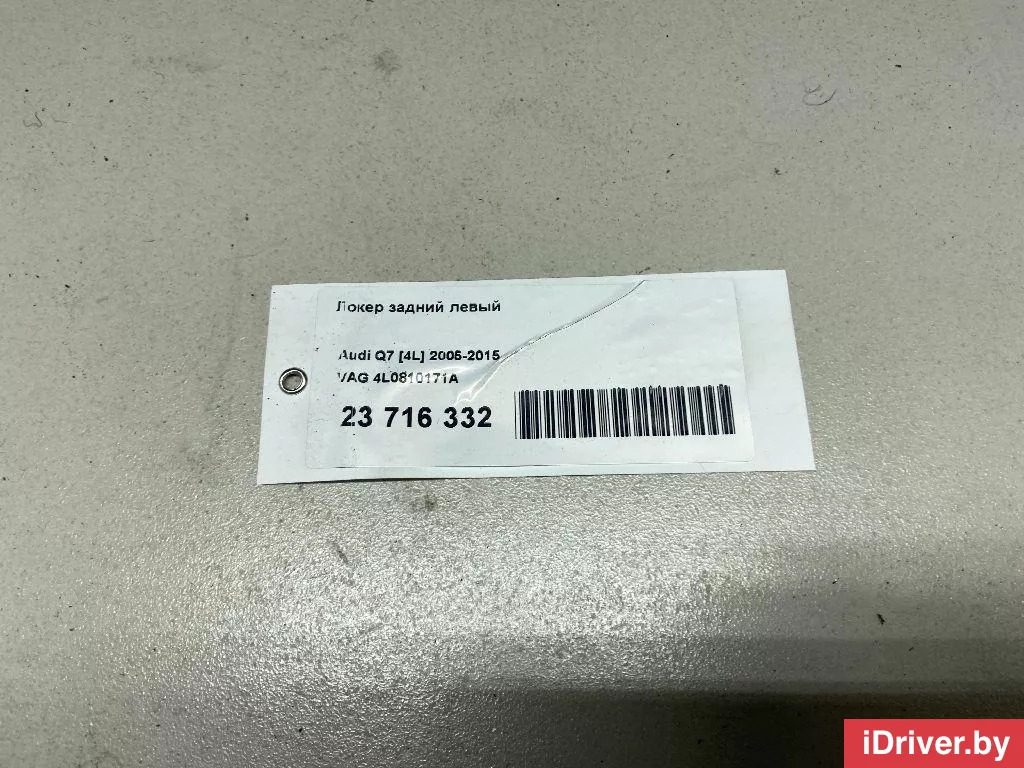 Локер задний левый
Audi Q7 [4L] 2005-2015
VAG 4L0810171A
23 716 332
iDriver.by